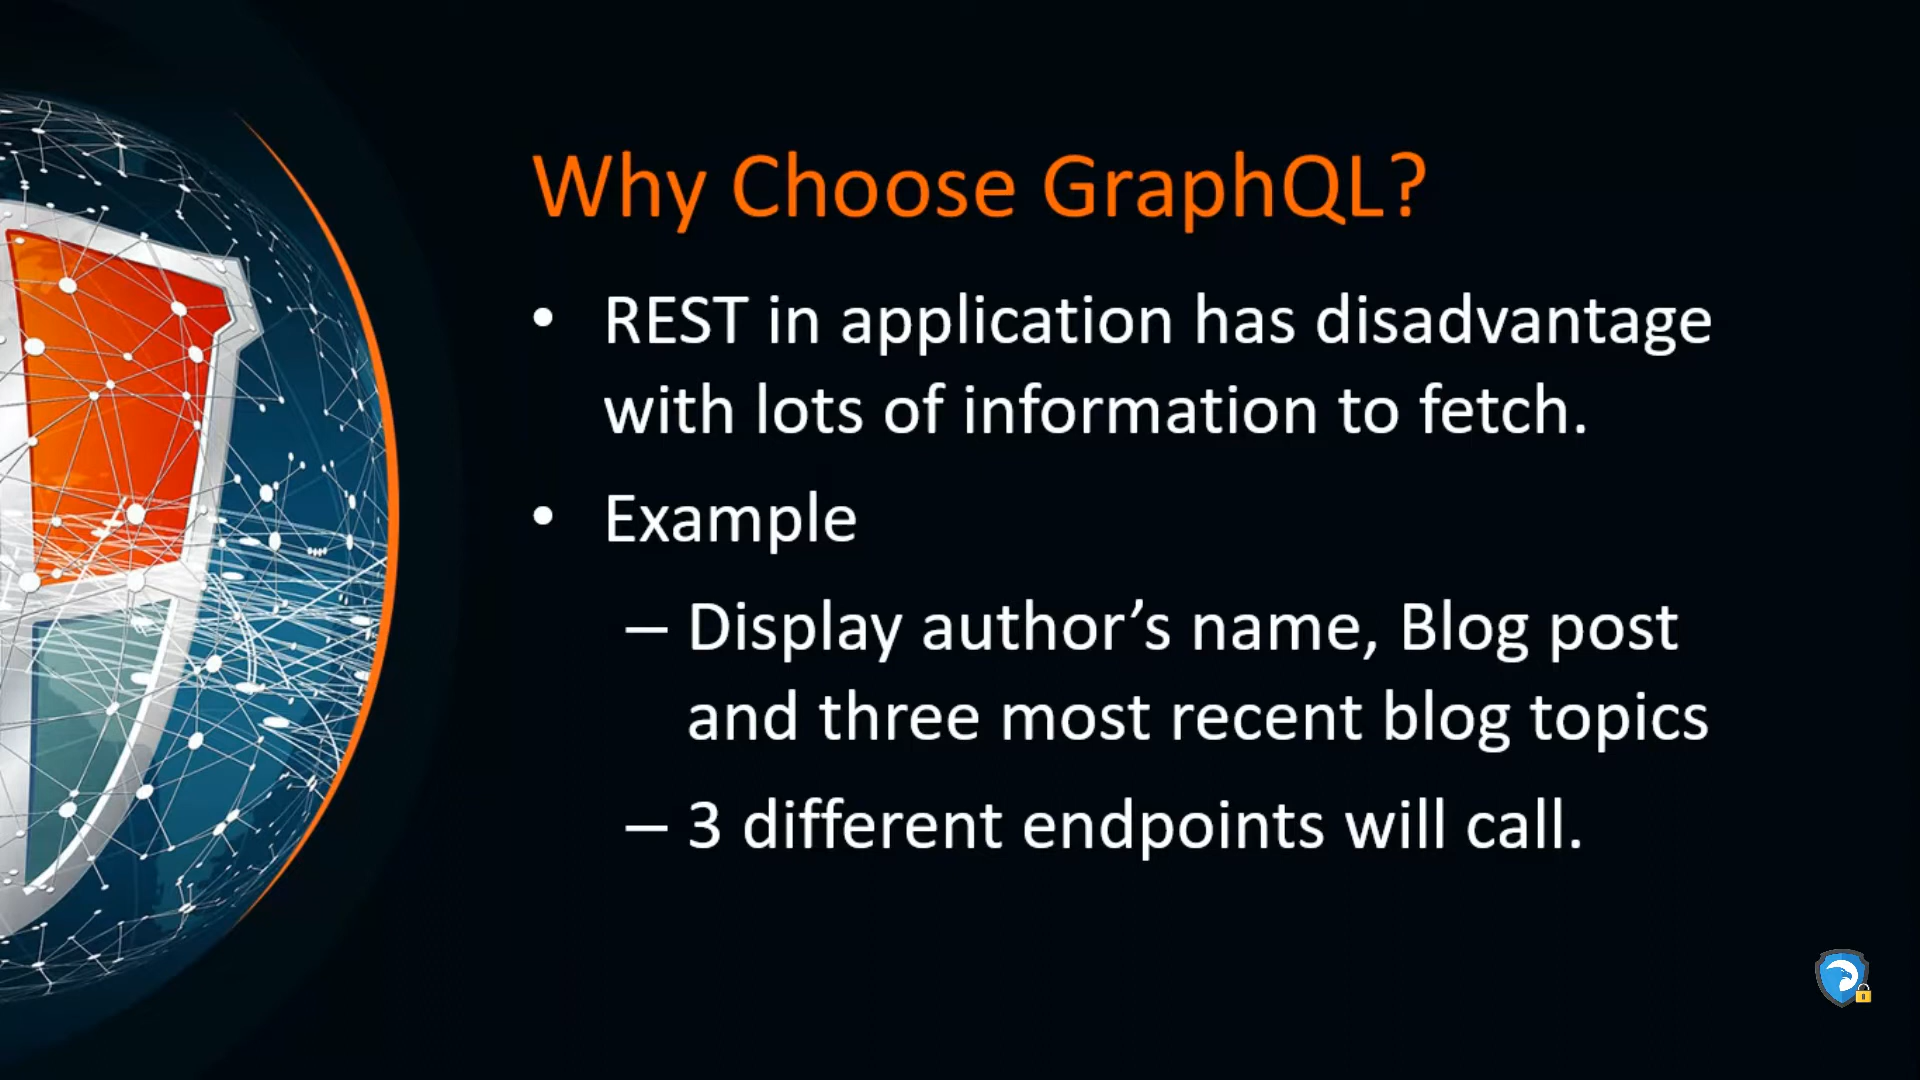 Why Choose GraphQL?
• REST in application has disadvantage
with lots of information to fetch.
• Example
– Display author’s name, Blog post
and three most recent blog topics
– 3 different endpoints will call.